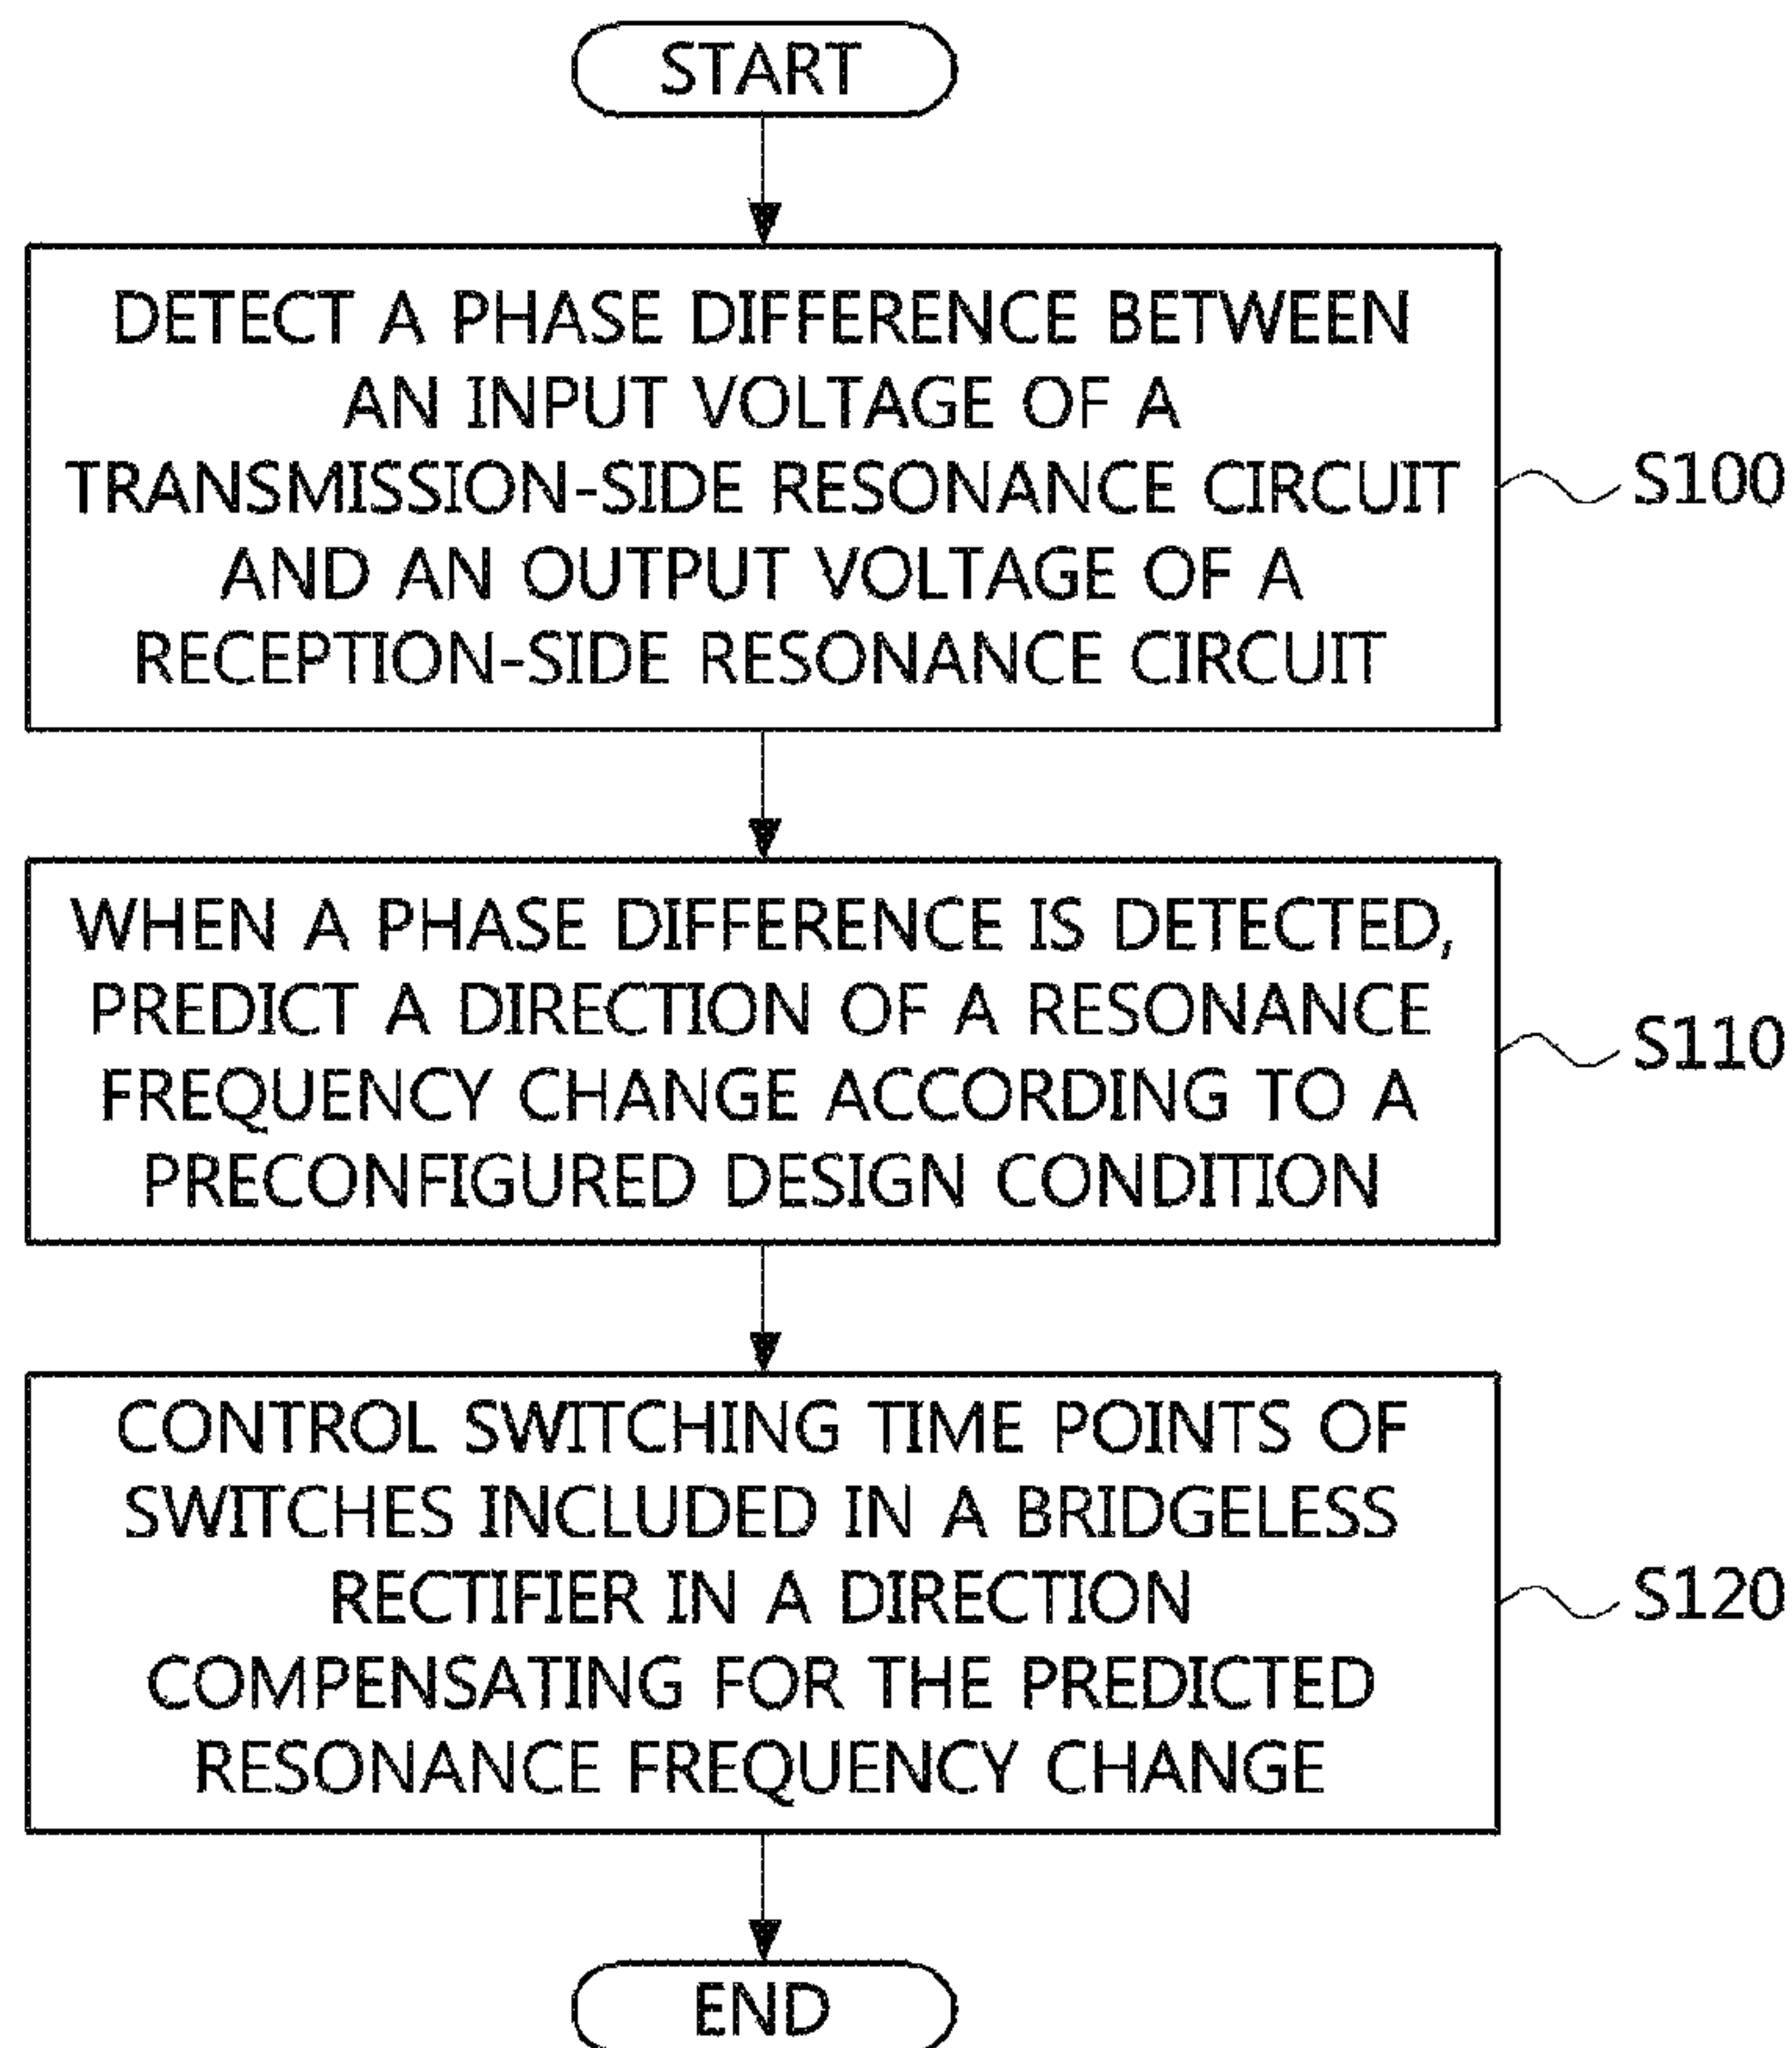 START
DETECT A PHASE DIFFERENCE BETWEEN
AN INPUT VOLTAGE OF A
TRANSMISSION-SIDE RESONANCE CIRCUIT
AND AN OUTPUT VOLTAGE OF A
RECEPTION-SIDE RESONANCE CIRCUIT
S100
WHEN A PHASE DIFFERENCE IS DETECTED,
PREDICT A DIRECTION OF A RESONANCE
FREQUENCY CHANGE ACCORDING TO A
PRECONFIGURED DESIGN CONDITION
S110
CONTROL SWITCHING TIME POINTS OF
SWITCHES INCLUDED IN A BRIDGELESS
RECTIFIER IN A DIRECTION
COMPENSATING FOR THE PREDICTED
RESONANCE FREQUENCY CHANGE
S120
END